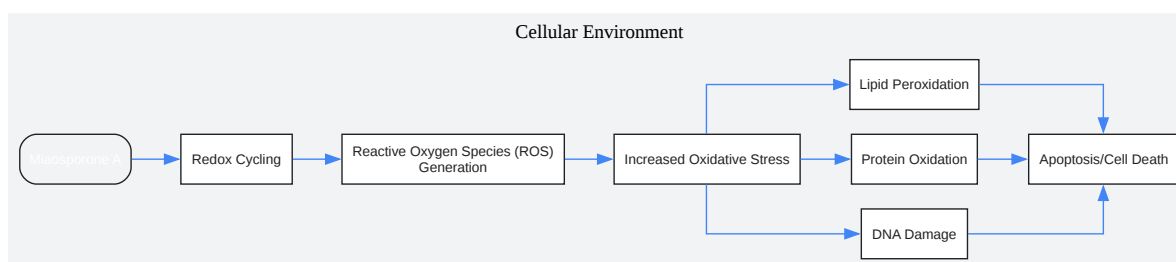 Cellular Environment
Miaosporone A
Redox Cycling
Reactive Oxygen Species (ROS)
Generation
Increased Oxidative Stress
Lipid Peroxidation
Protein Oxidation
DNA Damage
Apoptosis/Cell Death